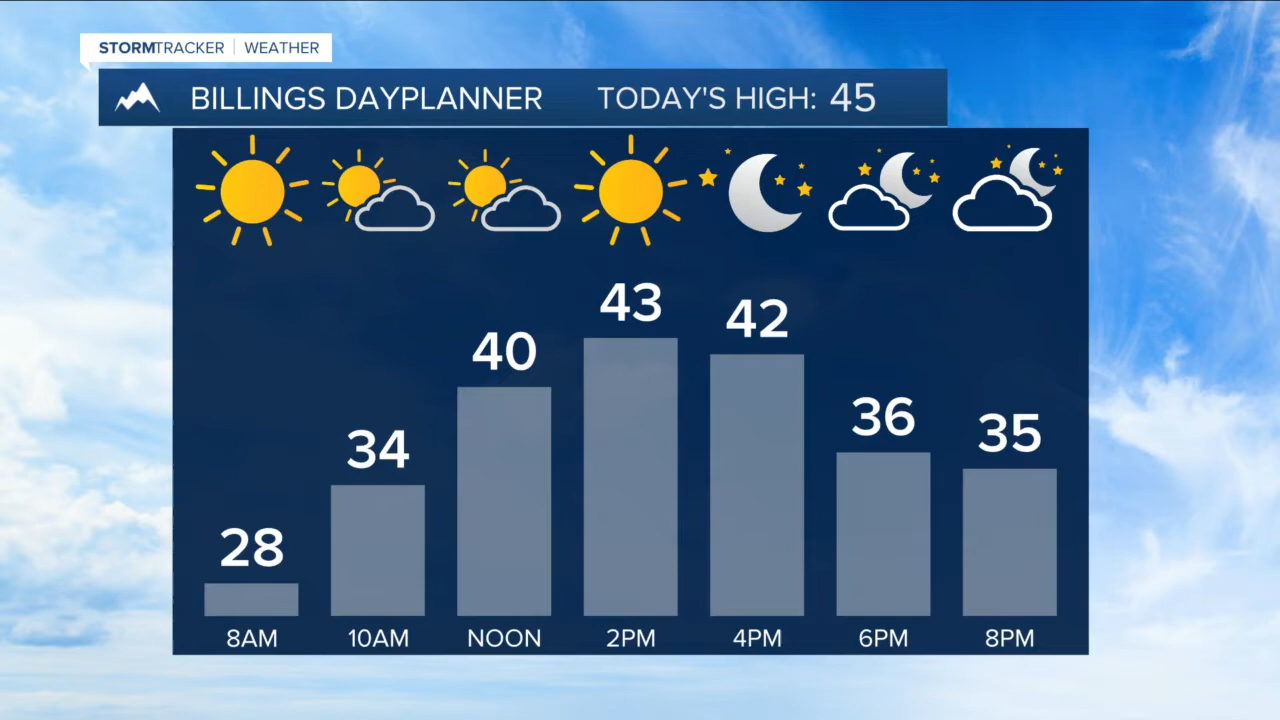 STORMTRACKER | WEATHER
BILLINGS DAYPLANNER TODAY'S HIGH: 45
28 34 40 43 42 36 35
8AM 10AM NOON 2PM 4PM 6PM 8PM